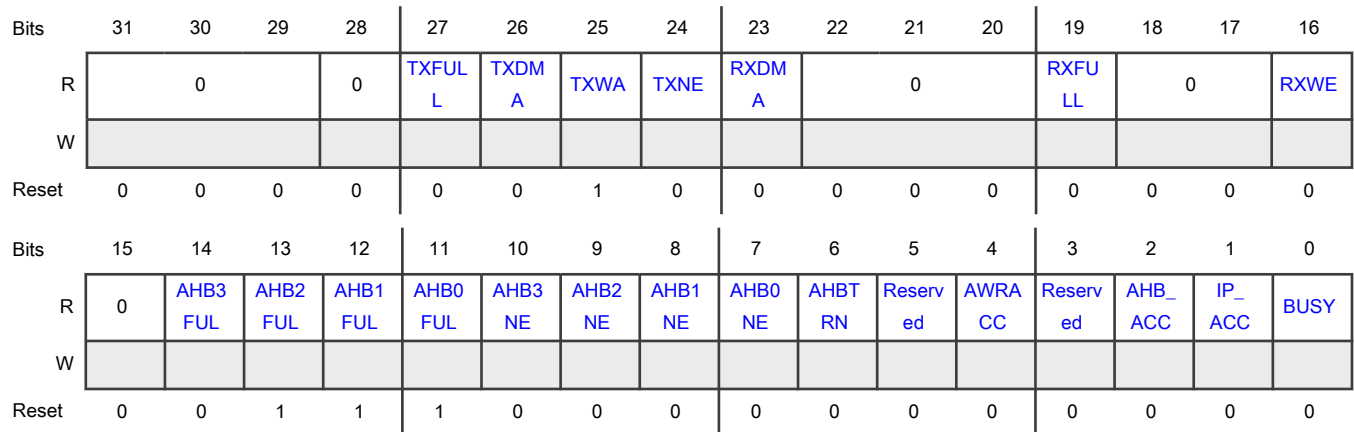 Bits 31 30 29 28 27 26 25 24 23 22 21 20 19 18 17 16
R 0 0 TXFUL L TXDM A TXWA TXNE RXDM A 0 RXFU LL 0 RXWE
W
Reset 0 0 0 0 0 0 1 0 0 0 0 0 0 0 0 0
Bits 15 14 13 12 11 10 9 8 7 6 5 4 3 2 1 0
R 0 AHB3 FUL AHB2 FUL AHB1 FUL AHB0 FUL AHB3 NE AHB2 NE AHB1 NE AHB0 NE AHBT RN Reserv ed AWRA CC Reserv ed AHB_ ACC IP_ ACC BUSY
W
Reset 0 0 1 1 1 0 0 0 0 0 0 0 0 0 0 0